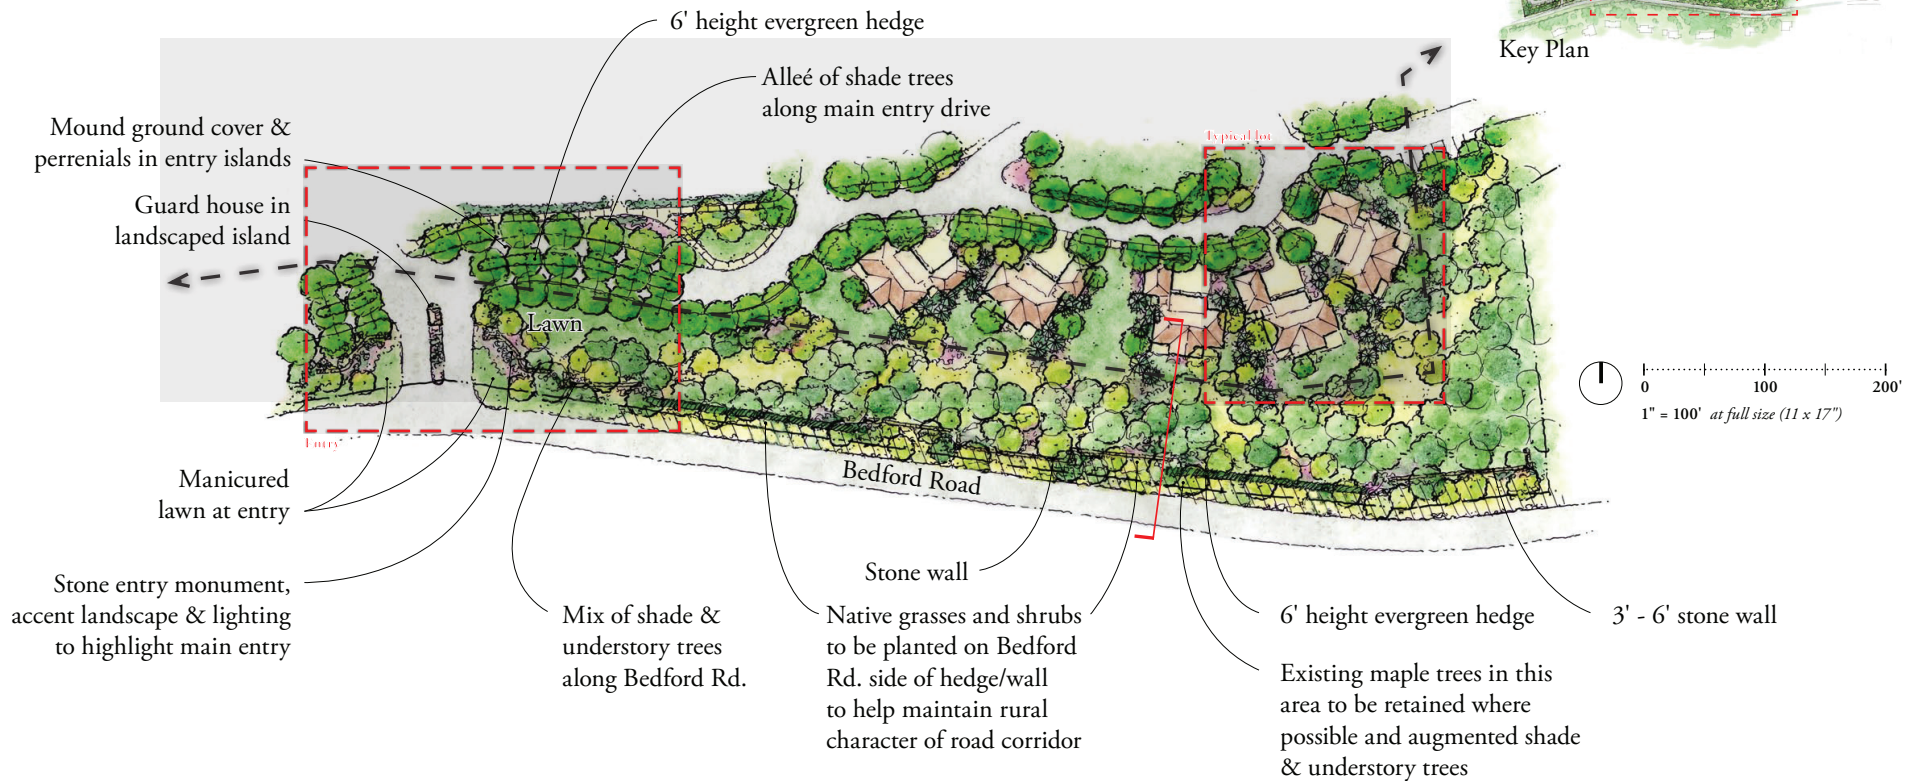 6' height evergreen hedge
Key Plan
Alleé of shade trees
along main entry drive
Mound ground cover &
perrenials in entry islands
Typical lot
Guard house in
landscaped island
Lawn
0 100 200'
1" = 100' at full size (11 x 17")
Entry
Bedford Road
Manicured
lawn at entry
Stone entry monument,
accent landscape & lighting
to highlight main entry
Mix of shade &
understory trees
along Bedford Rd.
Stone wall
Native grasses and shrubs
to be planted on Bedford
Rd. side of hedge/wall
to help maintain rural
character of road corridor
6' height evergreen hedge
Existing maple trees in this
area to be retained where
possible and augmented shade
& understory trees
3' - 6' stone wall